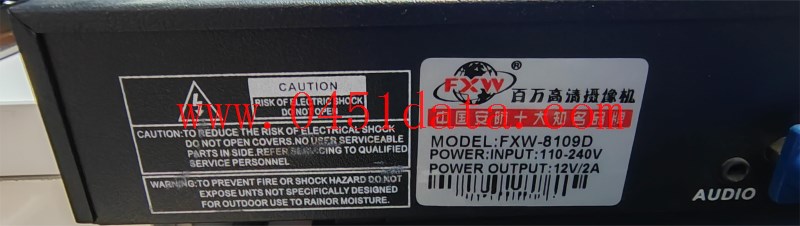 CAUTION
RISK OF ELECTRIC SHOCK
DO NOT OPEN
CAUTION:TO REDUCE THE RISK OF ELECTRICAL SHOCK
DO NOT OPEN COVERS.NO USER SERVICEABLE
PARTS IN SIDE.REFER SERVICING TO QUALIFIED
SERVICE PERSONNEL
WARNING:TO PREVENT FIRE OR SHOCK HAZARD DO NOT
EXPOSE UNITS NOT SPECIFICALLY DESIGNED
FOR OUTDOOR USE TO RAINOR MOISTURE.
FXW®
百万高清摄像机
中国安防十大知名品牌
MODEL:FXW-8109D
POWER:INPUT:110-240V
POWER OUTPUT:12V/2A
AUDIO
www.0451data.com